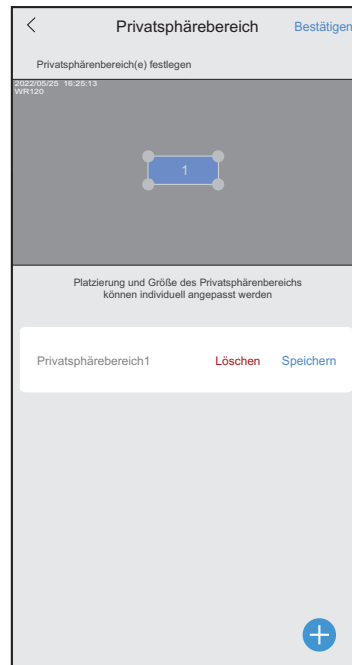 Privatsphärebereich Bestätigen
Privatsphärenbereich(e) festlegen
2022/05/25 16:25:13
WR120
1
Platzierung und Größe des Privatsphärenbereichs
können individuell angepasst werden
Privatsphärebereich1 Löschen Speichern